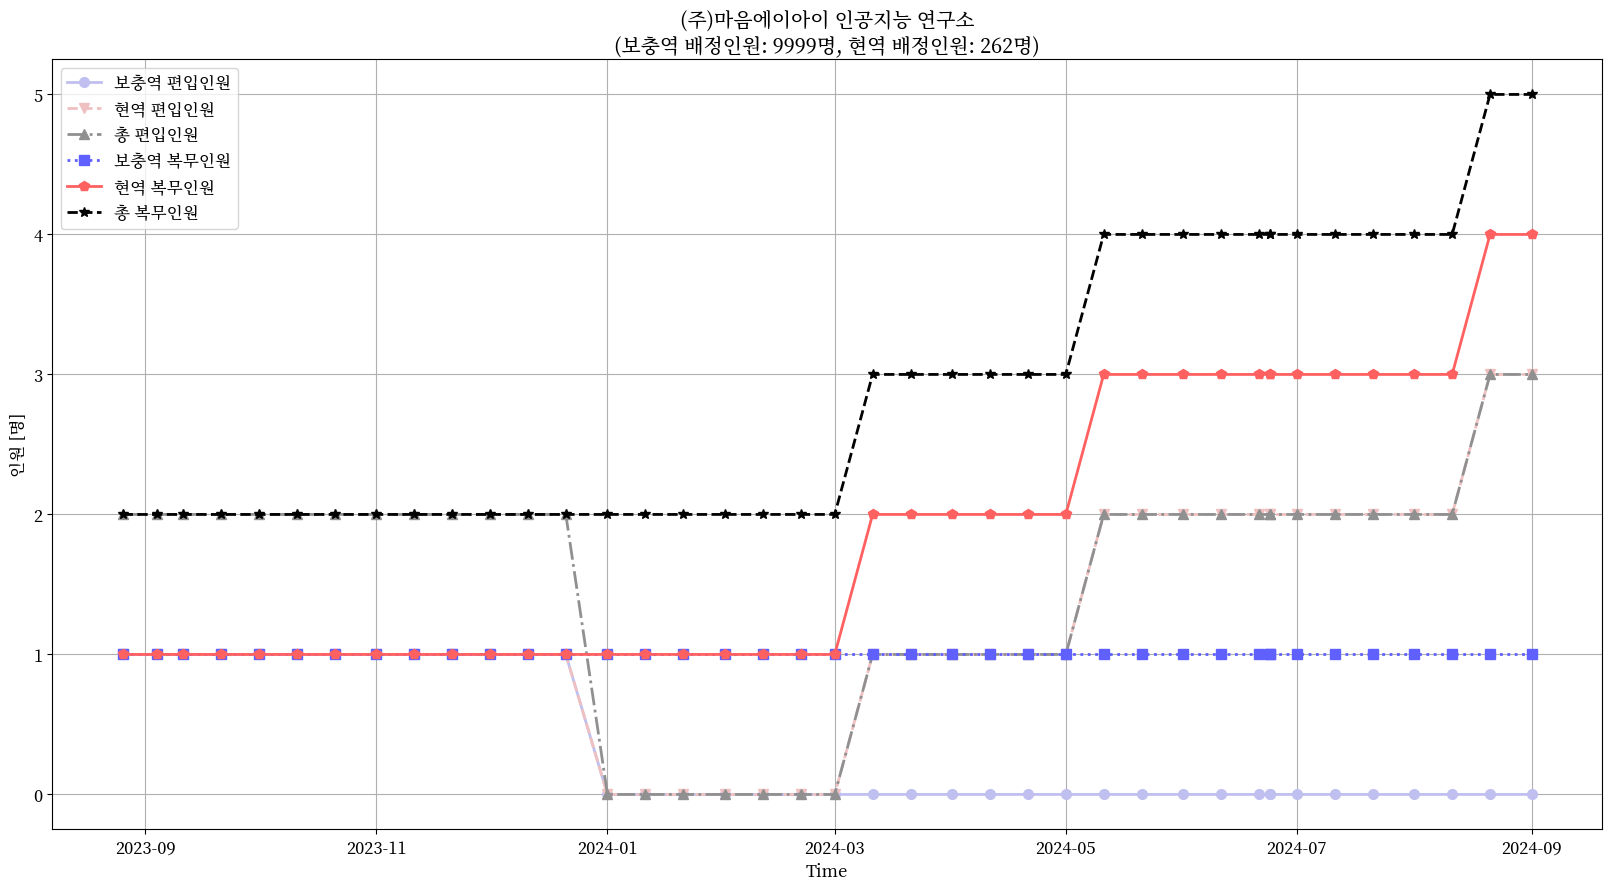 (주)마음에이아이 인공지능 연구소
(보충역 배정인원: 9999명, 현역 배정인원: 262명)
보충역 편입인원
현역 편입인원
총 편입인원
보충역 복무인원
현역 복무인원
총 복무인원
5
4
3
2
1
0
인원 [명]
2023-09
2023-11
2024-01
2024-03
2024-05
2024-07
2024-09
Time